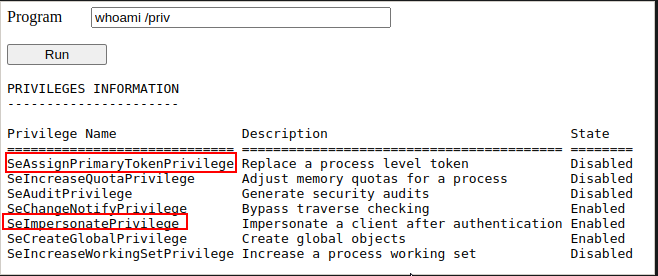 Program whoami /priv
Run
PRIVILEGES INFORMATION
----------------------
Privilege Name Description State
============================= ========================================= ========
SeAssignPrimaryTokenPrivilege Replace a process level token Disabled
SeIncreaseQuotaPrivilege Adjust memory quotas for a process Disabled
SeAuditPrivilege Generate security audits Disabled
SeChangeNotifyPrivilege Bypass traverse checking Enabled
SeImpersonatePrivilege Impersonate a client after authentication Enabled
SeCreateGlobalPrivilege Create global objects Enabled
SeIncreaseWorkingSetPrivilege Increase a process working set Disabled